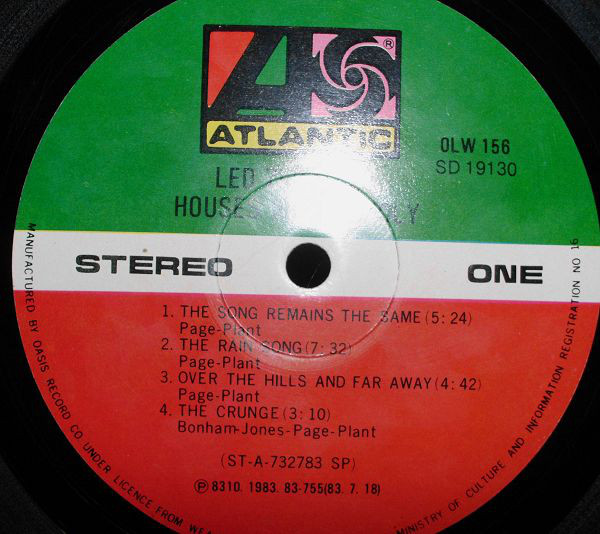 ATLANTIC
®
OLW 156
SD 19130
LED
HOUSES
STEREO
ONE
1. THE SONG REMAINS THE SAME (5:24)
Page-Plant
2. THE RAIN SONG (7:32)
Page-Plant
3. OVER THE HILLS AND FAR AWAY (4:42)
Page-Plant
4. THE CRUNGE (3:10)
Bonham-Jones-Page-Plant
(ST-A-732783 SP)
℗ 8310. 1983. 83-755(83. 7. 18)
MANUFACTURED BY OASIS RECORD CO UNDER LICENCE FROM
MINISTRY OF CULTURE AND INFORMATION REGISTRATION NO 16